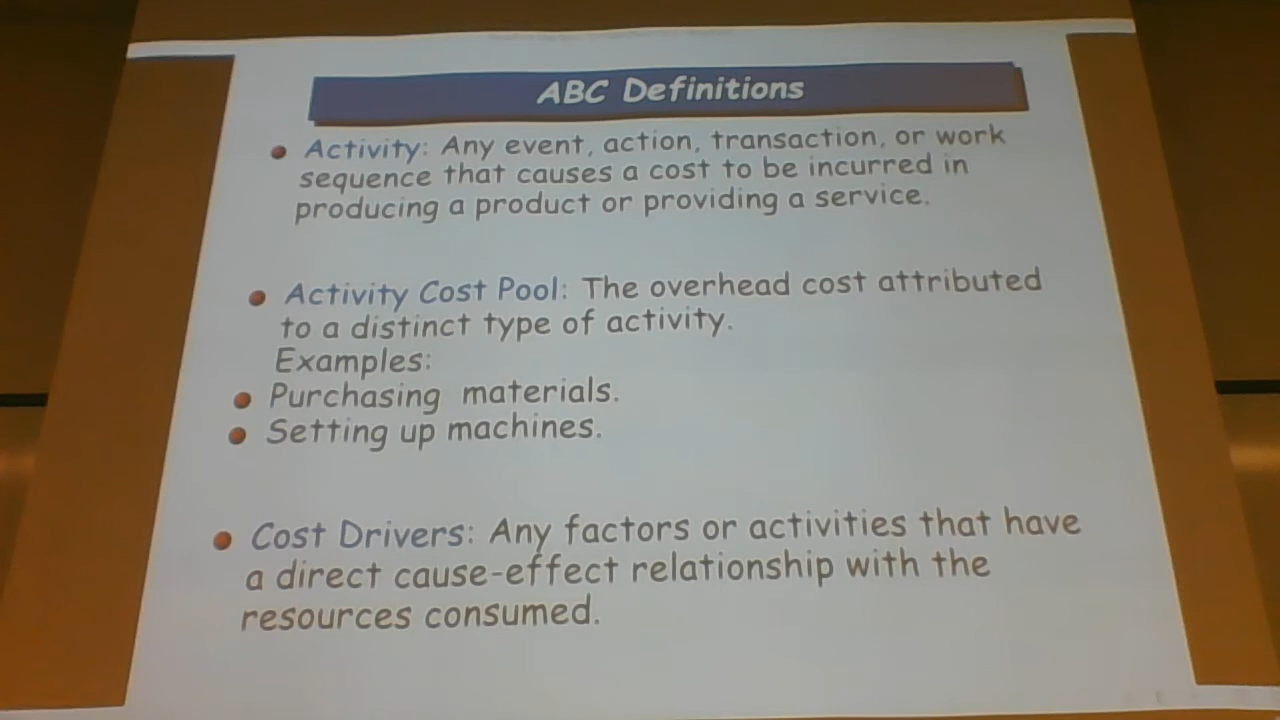 ABC Definitions
Activity: Any event, action, transaction, or work
sequence that causes a cost to be incurred in
producing a product or providing a service.
Activity Cost Pool: The overhead cost attributed
to a distinct type of activity.
Examples:
Purchasing materials.
Setting up machines.
Cost Drivers: Any factors or activities that have
a direct cause-effect relationship with the
resources consumed.